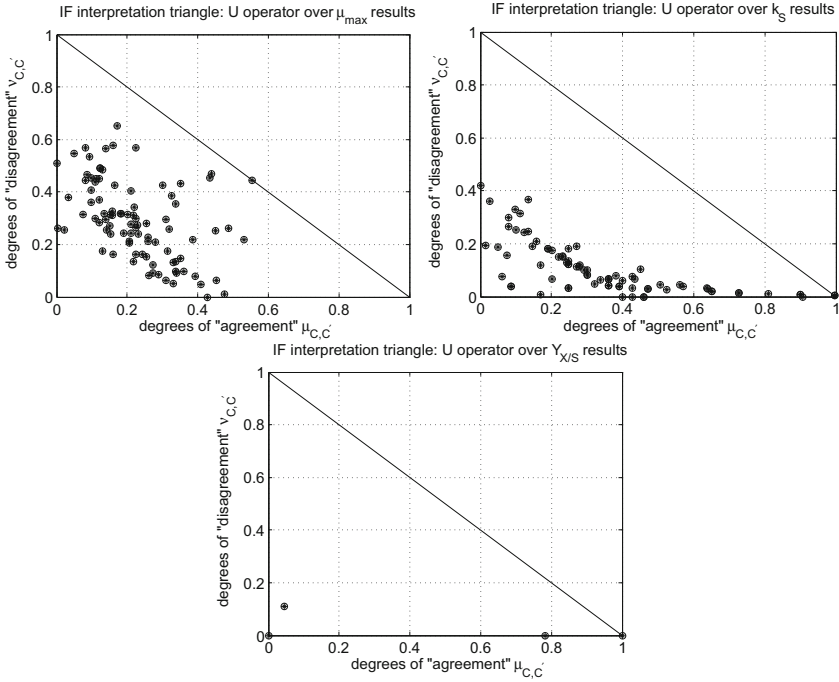 IF interpretation triangle: U operator over μmax results
1
0.8
0.6
0.4
0.2
0
0 0.2 0.4 0.6 0.8 1
degrees of "disagreement" νC,C′
degrees of "agreement" μC,C′
IF interpretation triangle: U operator over kS results
1
0.8
0.6
0.4
0.2
0
0 0.2 0.4 0.6 0.8 1
degrees of "disagreement" νC,C′
degrees of "agreement" μC,C′
IF interpretation triangle: U operator over YX/S results
1
0.8
0.6
0.4
0.2
0
0 0.2 0.4 0.6 0.8 1
degrees of "disagreement" νC,C′
degrees of "agreement" μC,C′